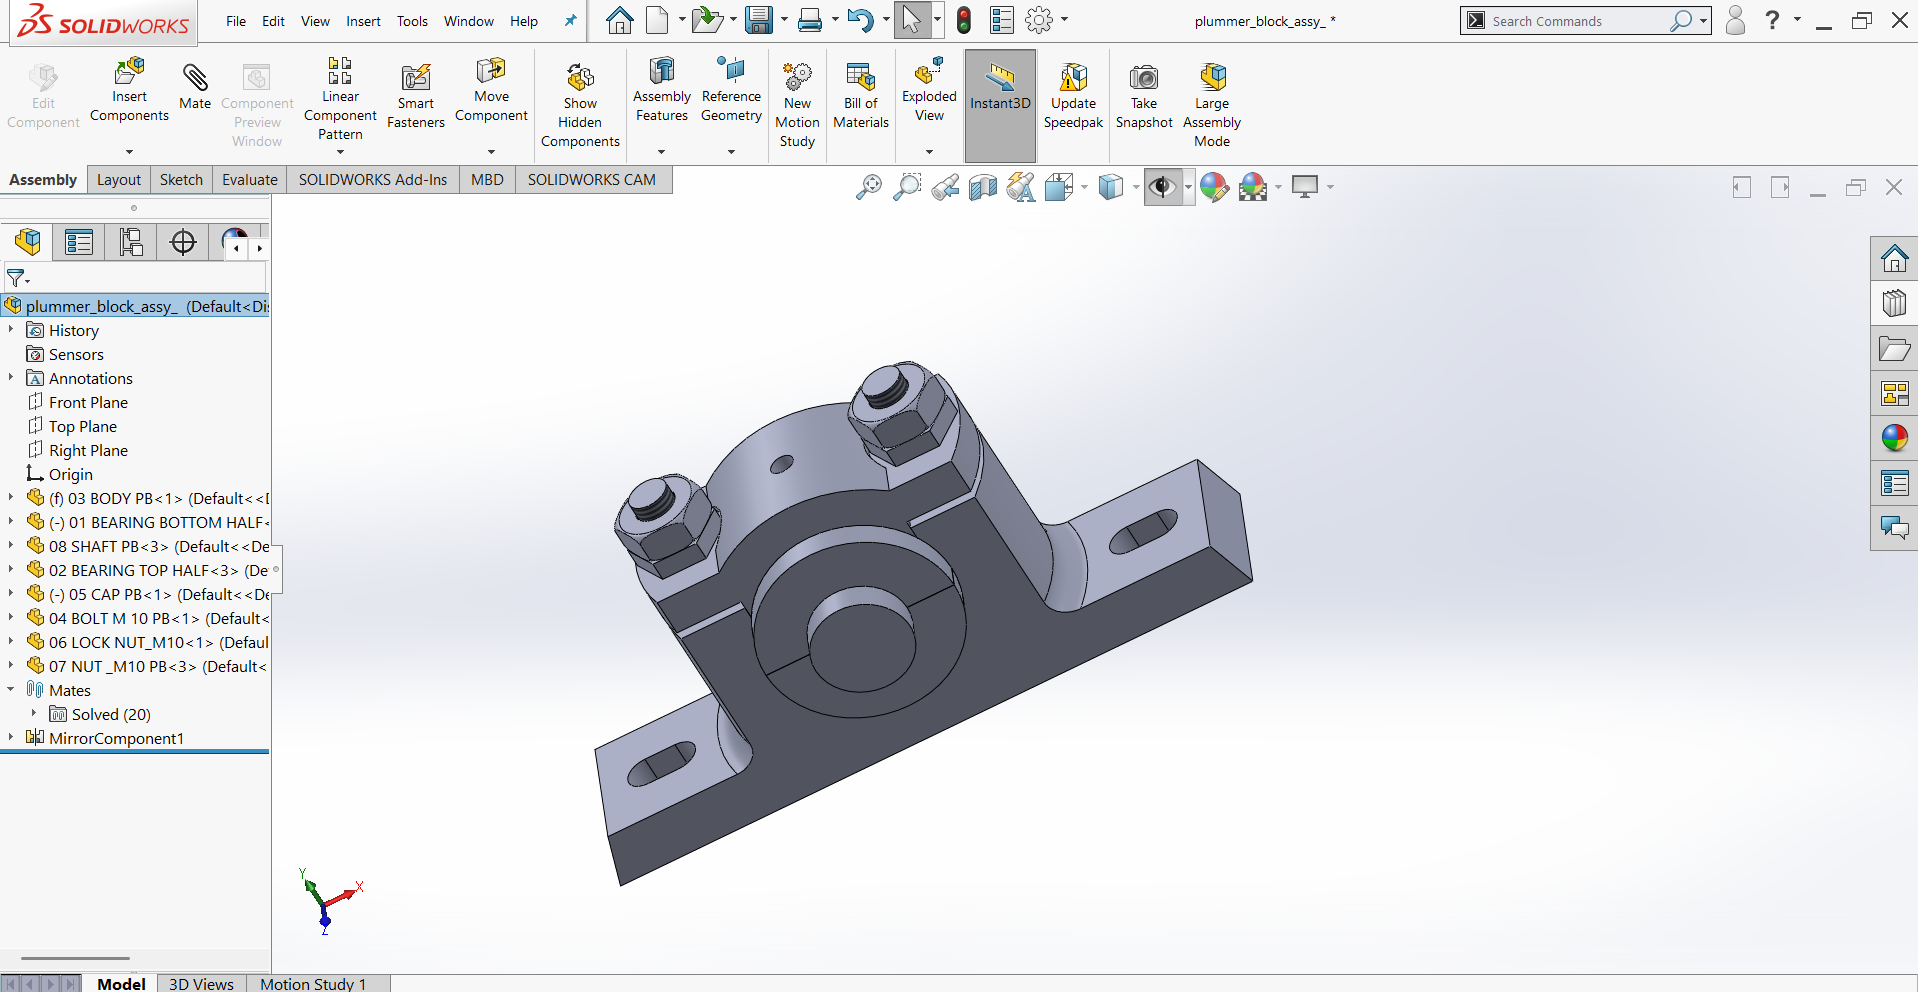 SOLIDWORKS
File Edit View Insert Tools Window Help
plummer_block_assy_ *
Search Commands
?
Edit Component
Insert Components
Mate
Component Preview Window
Linear Component Pattern
Smart Fasteners
Move Component
Show Hidden Components
Assembly Features
Reference Geometry
New Motion Study
Bill of Materials
Exploded View
Instant3D
Update Speedpak
Take Snapshot
Large Assembly Mode
Assembly Layout Sketch Evaluate SOLIDWORKS Add-Ins MBD SOLIDWORKS CAM
plummer_block_assy_ (Default<Di
History
Sensors
Annotations
Front Plane
Top Plane
Right Plane
Origin
(f) 03 BODY PB<1> (Default<<
(-) 01 BEARING BOTTOM HALF<
08 SHAFT PB<3> (Default<<De
02 BEARING TOP HALF<3> (De
(-) 05 CAP PB<1> (Default<<De
04 BOLT M 10 PB<1> (Default<
06 LOCK NUT_M10<1> (Defaul
07 NUT _M10 PB<3> (Default<
Mates
Solved (20)
MirrorComponent1
Y
X
Z
Model 3D Views Motion Study 1